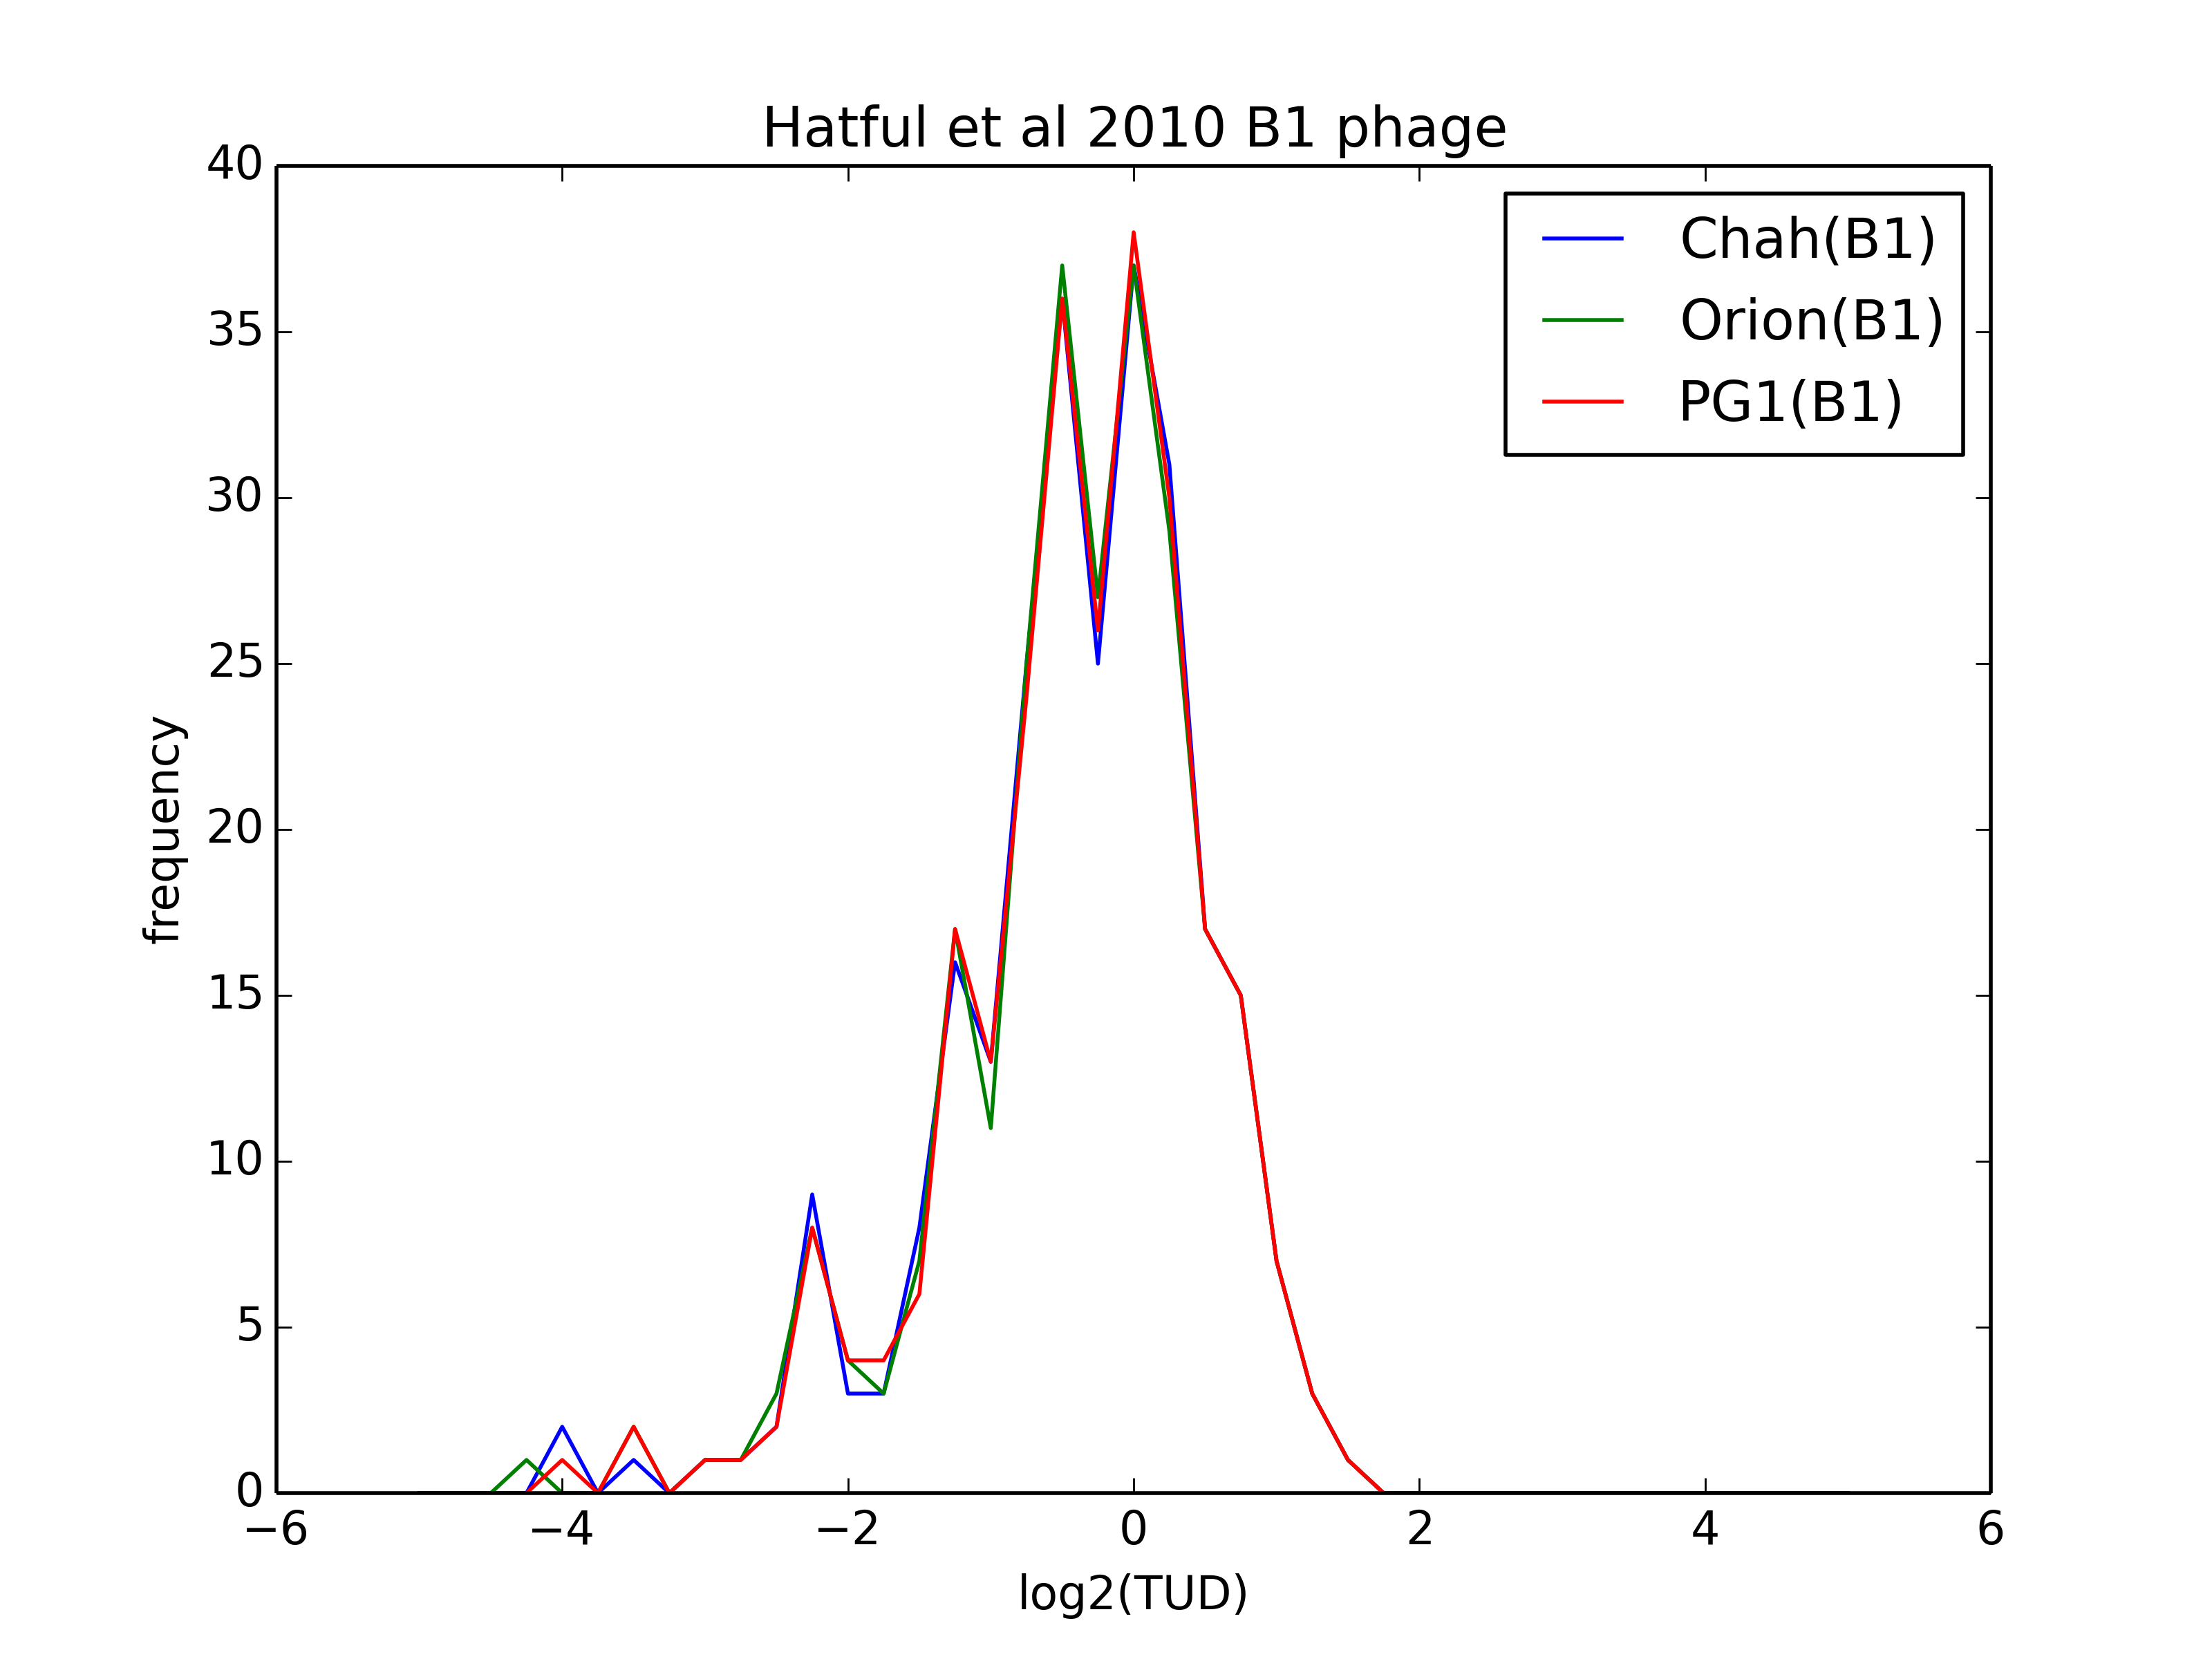 Hatful et al 2010 B1 phage
40
35
30
25
20
15
10
5
0
frequency
Chah(B1)
Orion(B1)
PG1(B1)
−6 −4 −2 0 2 4 6
log2(TUD)